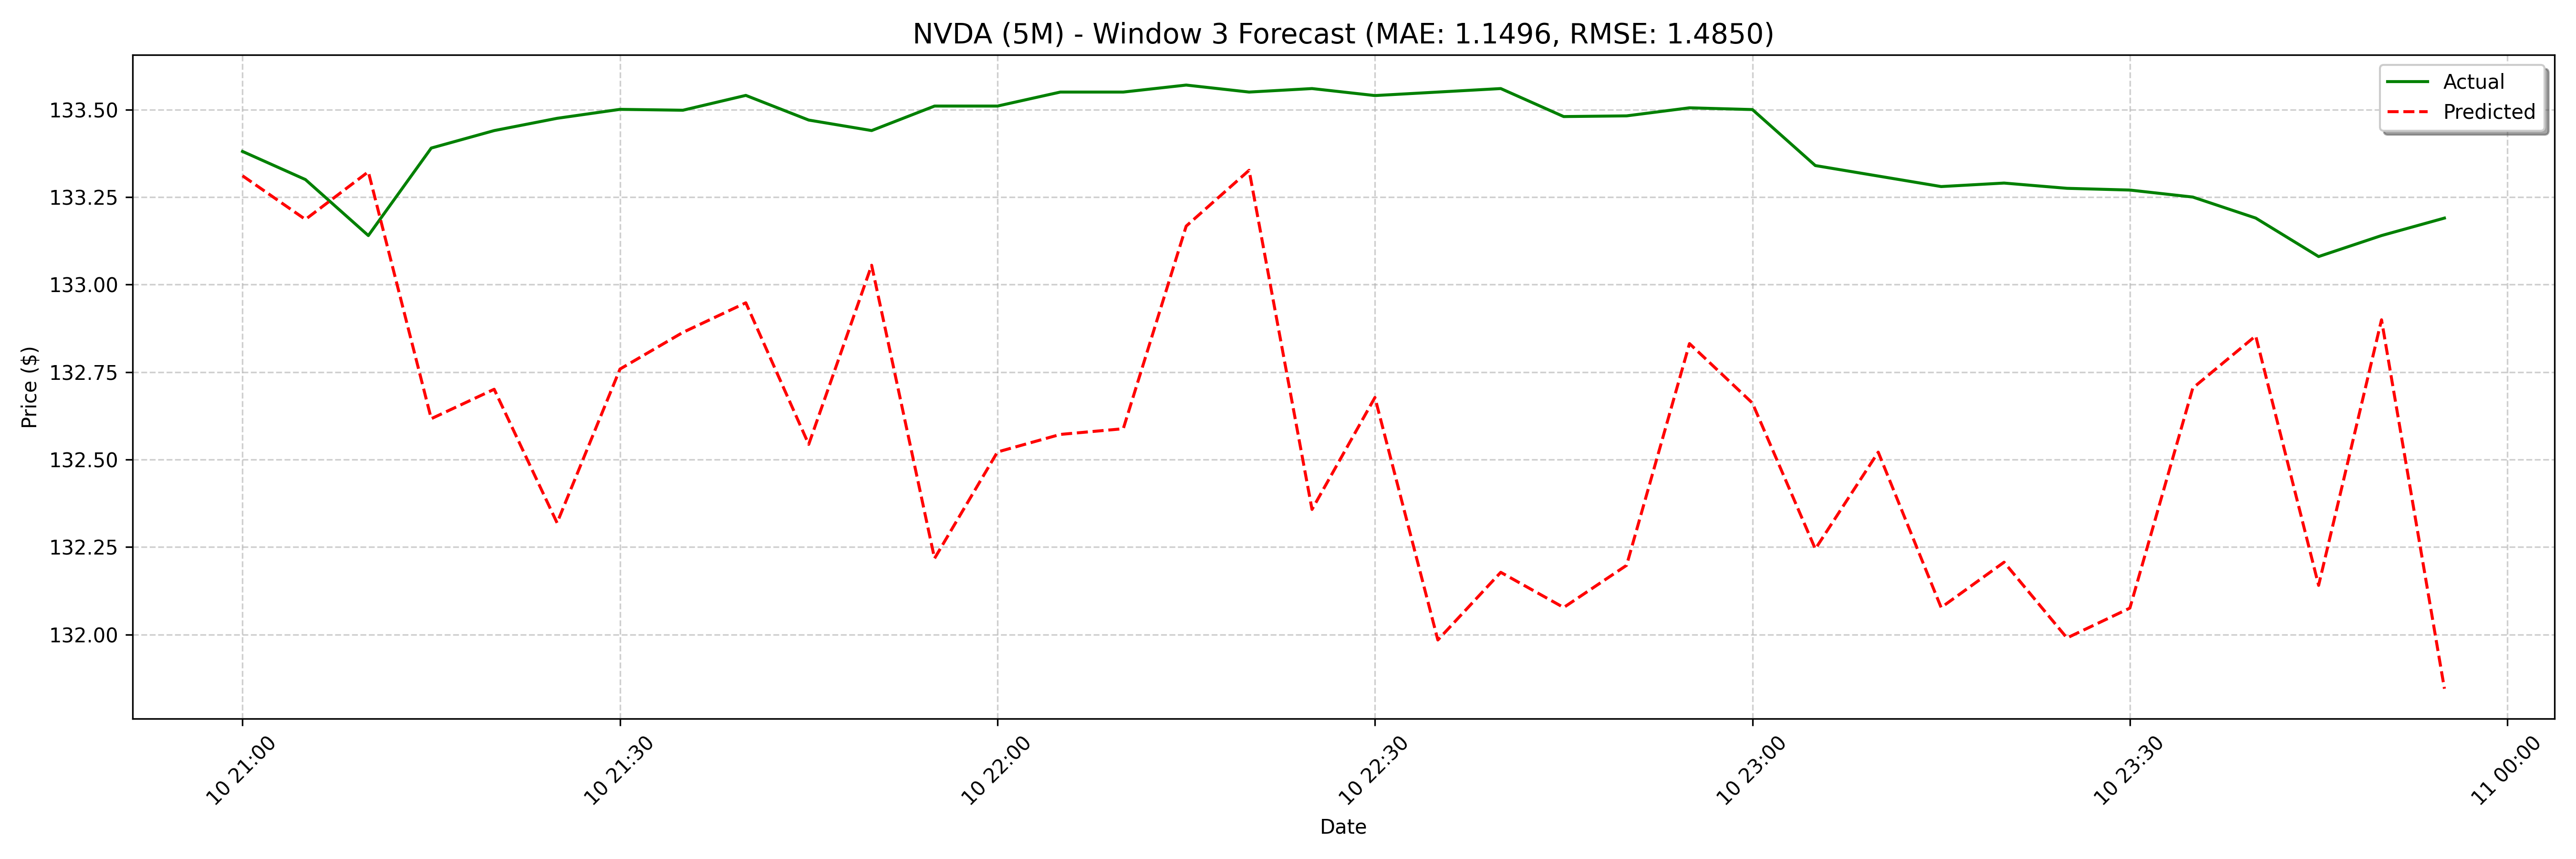 NVDA (5M) - Window 3 Forecast (MAE: 1.1496, RMSE: 1.4850)
Actual
Predicted
133.50
133.25
133.00
132.75
132.50
132.25
132.00
Price ($)
10 21:00
10 21:30
10 22:00
10 22:30
10 23:00
10 23:30
11 00:00
Date